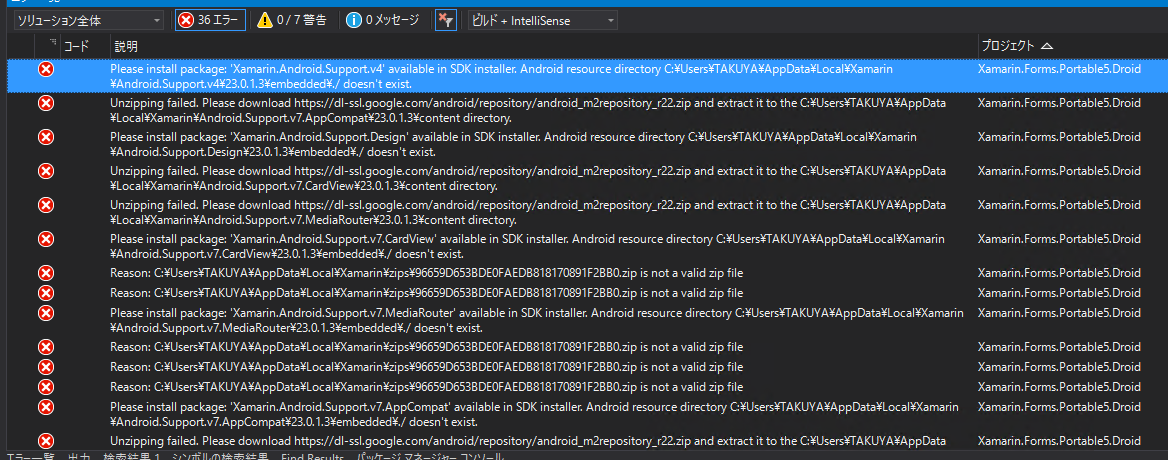 ソリューション全体
36 エラー
0 / 7 警告
0 メッセージ
ビルド + IntelliSense
コード
説明
プロジェクト
Please install package: 'Xamarin.Android.Support.v4' available in SDK installer. Android resource directory C:¥Users¥TAKUYA¥AppData¥Local¥Xamarin
¥Android.Support.v4¥23.0.1.3¥embedded¥./ doesn't exist.
Xamarin.Forms.Portable5.Droid
Unzipping failed. Please download https://dl-ssl.google.com/android/repository/android_m2repository_r22.zip and extract it to the C:¥Users¥TAKUYA¥AppData
¥Local¥Xamarin¥Android.Support.v7.AppCompat¥23.0.1.3¥content directory.
Xamarin.Forms.Portable5.Droid
Please install package: 'Xamarin.Android.Support.Design' available in SDK installer. Android resource directory C:¥Users¥TAKUYA¥AppData¥Local¥Xamarin
¥Android.Support.Design¥23.0.1.3¥embedded¥./ doesn't exist.
Xamarin.Forms.Portable5.Droid
Unzipping failed. Please download https://dl-ssl.google.com/android/repository/android_m2repository_r22.zip and extract it to the C:¥Users¥TAKUYA¥AppData
¥Local¥Xamarin¥Android.Support.v7.CardView¥23.0.1.3¥content directory.
Xamarin.Forms.Portable5.Droid
Unzipping failed. Please download https://dl-ssl.google.com/android/repository/android_m2repository_r22.zip and extract it to the C:¥Users¥TAKUYA¥AppData
¥Local¥Xamarin¥Android.Support.v7.MediaRouter¥23.0.1.3¥content directory.
Xamarin.Forms.Portable5.Droid
Please install package: 'Xamarin.Android.Support.v7.CardView' available in SDK installer. Android resource directory C:¥Users¥TAKUYA¥AppData¥Local¥Xamarin
¥Android.Support.v7.CardView¥23.0.1.3¥embedded¥./ doesn't exist.
Xamarin.Forms.Portable5.Droid
Reason: C:¥Users¥TAKUYA¥AppData¥Local¥Xamarin¥zips¥96659D653BDE0FAEDB818170891F2BB0.zip is not a valid zip file
Xamarin.Forms.Portable5.Droid
Reason: C:¥Users¥TAKUYA¥AppData¥Local¥Xamarin¥zips¥96659D653BDE0FAEDB818170891F2BB0.zip is not a valid zip file
Xamarin.Forms.Portable5.Droid
Please install package: 'Xamarin.Android.Support.v7.MediaRouter' available in SDK installer. Android resource directory C:¥Users¥TAKUYA¥AppData¥Local¥Xamarin
¥Android.Support.v7.MediaRouter¥23.0.1.3¥embedded¥./ doesn't exist.
Xamarin.Forms.Portable5.Droid
Reason: C:¥Users¥TAKUYA¥AppData¥Local¥Xamarin¥zips¥96659D653BDE0FAEDB818170891F2BB0.zip is not a valid zip file
Xamarin.Forms.Portable5.Droid
Reason: C:¥Users¥TAKUYA¥AppData¥Local¥Xamarin¥zips¥96659D653BDE0FAEDB818170891F2BB0.zip is not a valid zip file
Xamarin.Forms.Portable5.Droid
Reason: C:¥Users¥TAKUYA¥AppData¥Local¥Xamarin¥zips¥96659D653BDE0FAEDB818170891F2BB0.zip is not a valid zip file
Xamarin.Forms.Portable5.Droid
Please install package: 'Xamarin.Android.Support.v7.AppCompat' available in SDK installer. Android resource directory C:¥Users¥TAKUYA¥AppData¥Local¥Xamarin
¥Android.Support.v7.AppCompat¥23.0.1.3¥embedded¥./ doesn't exist.
Xamarin.Forms.Portable5.Droid
Unzipping failed. Please download https://dl-ssl.google.com/android/repository/android_m2repository_r22.zip and extract it to the C:¥Users¥TAKUYA¥AppData
Xamarin.Forms.Portable5.Droid
エラー一覧 出力 検索結果 1 シンボルの検索結果 Find Results パッケージ マネージャー コンソール